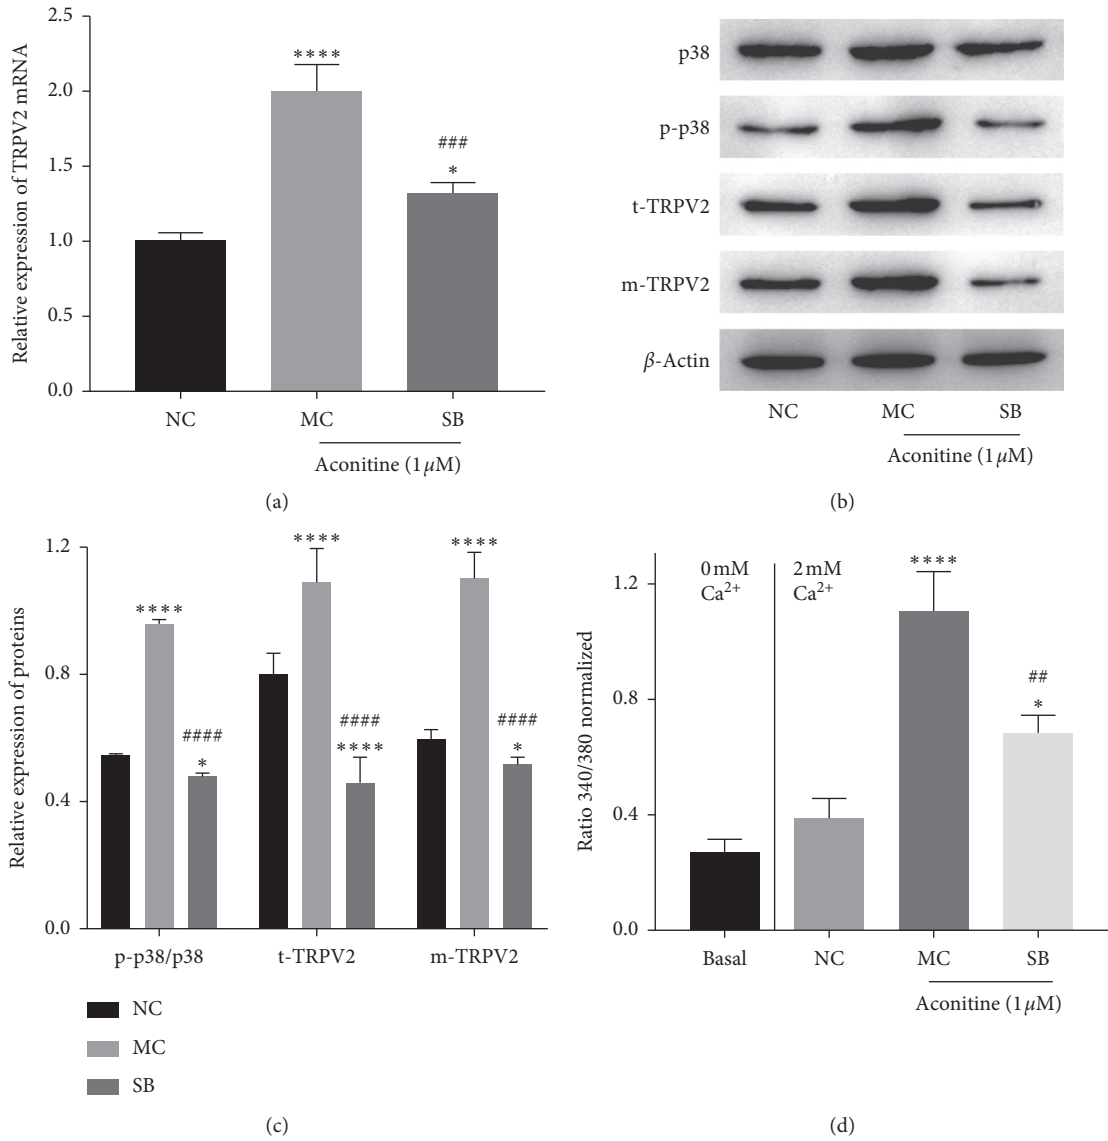 Relative expression of TRPV2 mRNA
2.5
2.0
1.5
1.0
0.5
0.0
****
###
*
NC
MC
SB
Aconitine (1 μM)
(a)
p38
p-p38
t-TRPV2
m-TRPV2
β-Actin
NC
MC
SB
Aconitine (1 μM)
(b)
Relative expression of proteins
1.2
0.8
0.4
0.0
****
####
*
****
####
****
****
####
*
p-p38/p38
t-TRPV2
m-TRPV2
NC
MC
SB
(c)
Ratio 340/380 normalized
1.2
0.8
0.4
0.0
0 mM
Ca2+
2 mM
Ca2+
****
##
*
Basal
NC
MC
SB
Aconitine (1 μM)
(d)